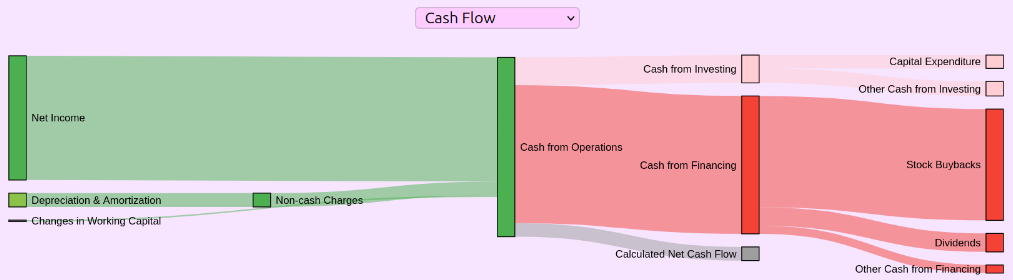 Cash Flow
Net Income
Depreciation & Amortization
Changes in Working Capital
Non-cash Charges
Cash from Operations
Cash from Investing
Cash from Financing
Calculated Net Cash Flow
Capital Expenditure
Other Cash from Investing
Stock Buybacks
Dividends
Other Cash from Financing